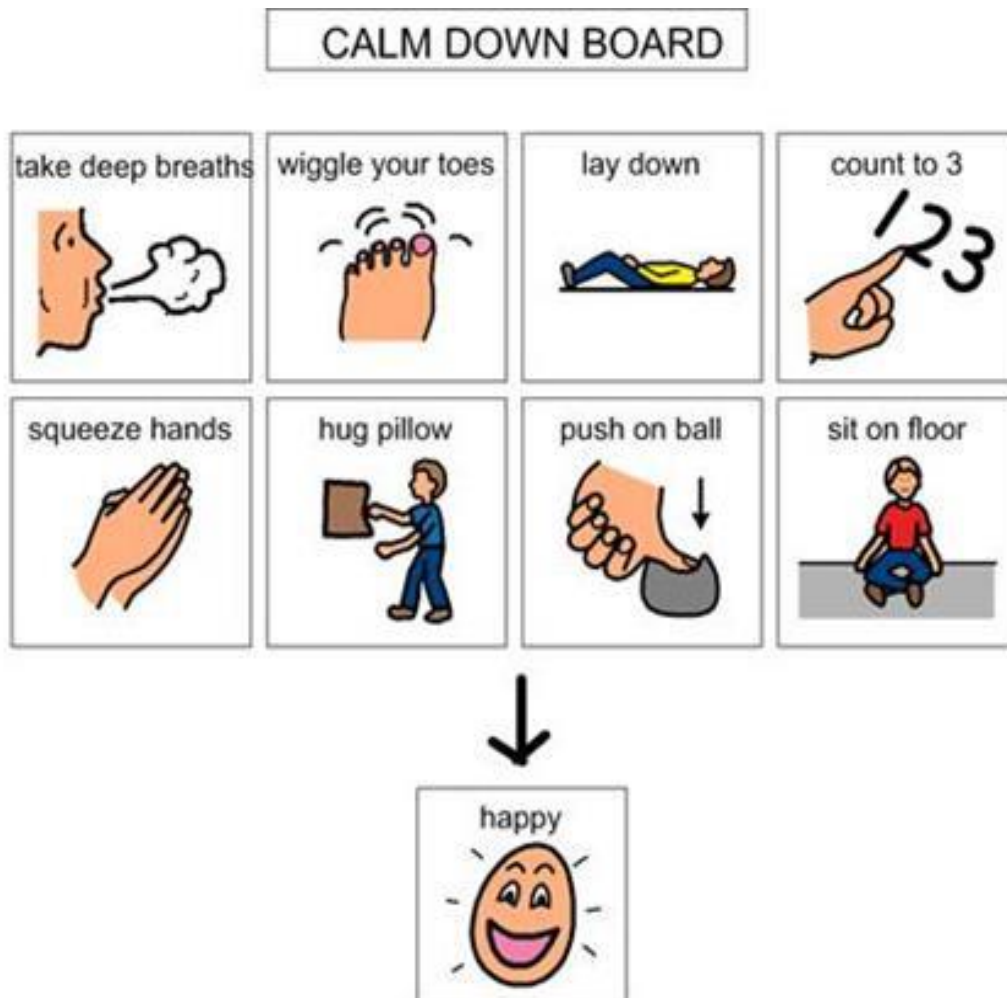 CALM DOWN BOARD
take deep breaths
wiggle your toes
lay down
count to 3
123
squeeze hands
hug pillow
push on ball
sit on floor
happy